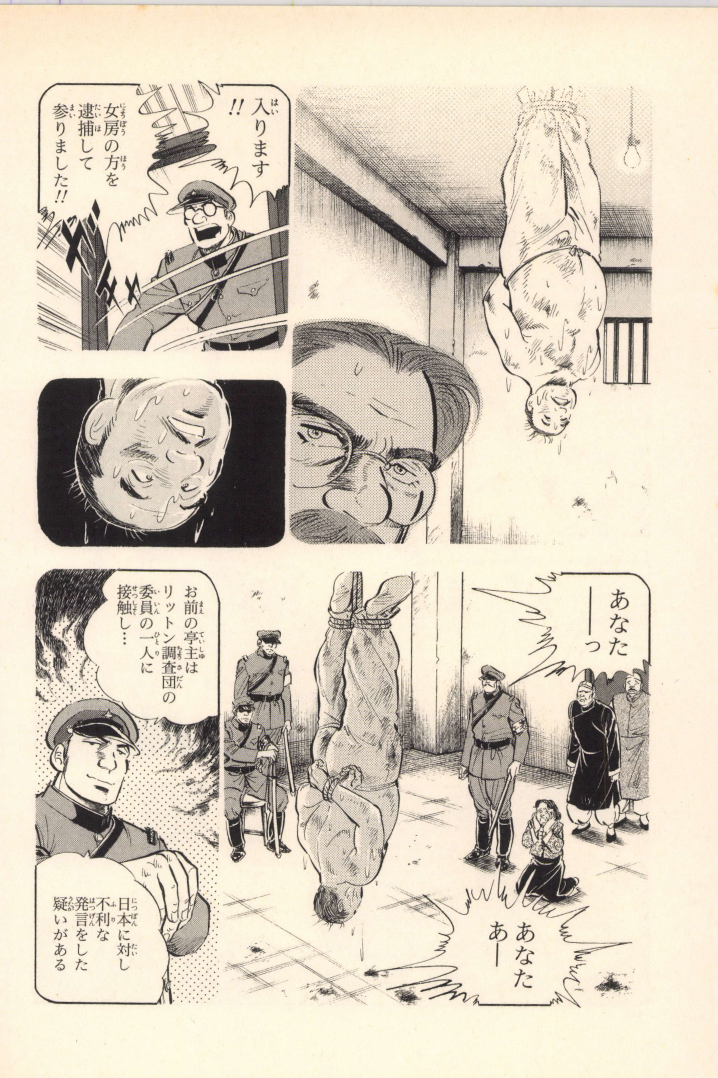 入ります
!!
女房の方を
逮捕して
参りました!!
ガ
ガッ
あなた
――っ
あなた
あ―
お前の亭主は
リットン調査団の
委員の一人に
接触し…
日本に対し
不利な
発言をした
疑いがある